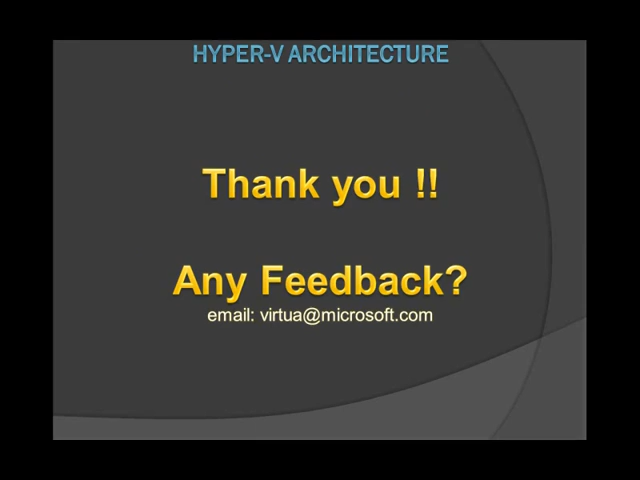 HYPER-V ARCHITECTURE
Thank you !!
Any Feedback?
email: virtua@microsoft.com